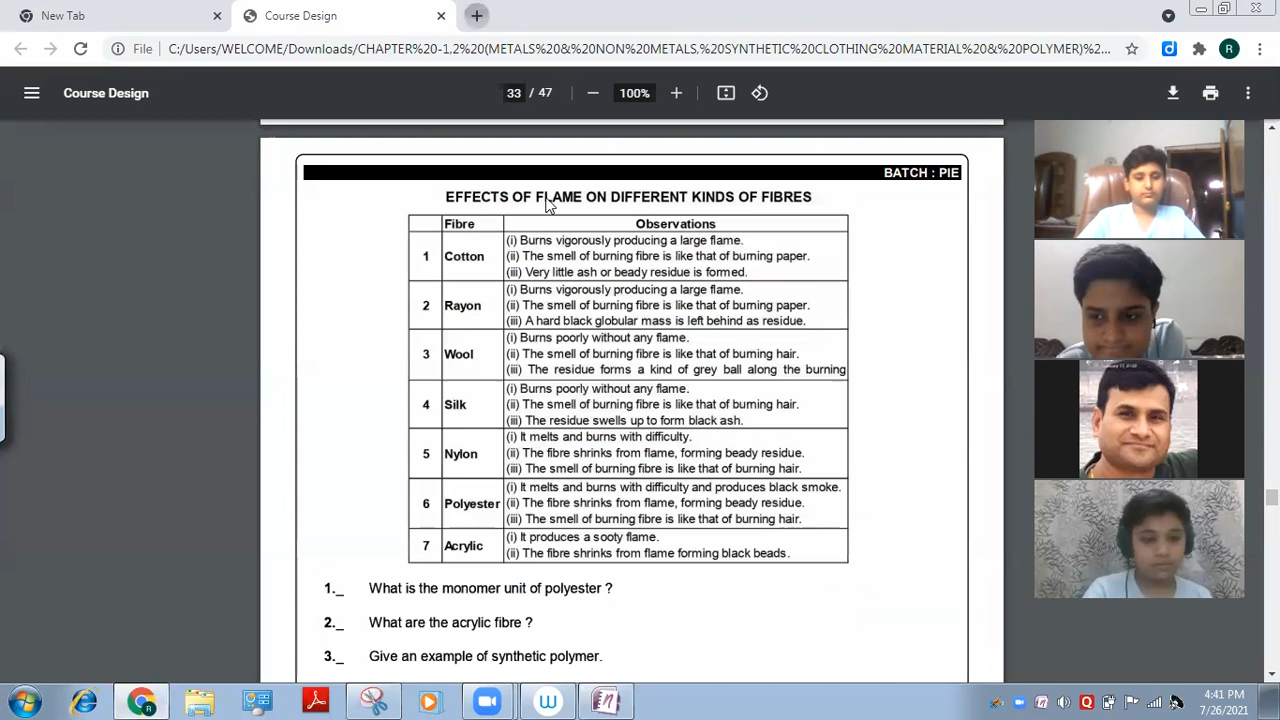 New Tab
Course Design
File
C:/Users/WELCOME/Downloads/CHAPTER%20-1,2%20(METALS%20&%20NON%20METALS,%20SYNTHETIC%20CLOTHING%20MATERIAL%20&%20POLYMER)%2...
R
Course Design
33 / 47
100%
BATCH : PIE
EFFECTS OF FLAME ON DIFFERENT KINDS OF FIBRES
Fibre Observations
1 Cotton
(i) Burns vigorously producing a large flame.
(ii) The smell of burning fibre is like that of burning paper.
(iii) Very little ash or beady residue is formed.
2 Rayon
(i) Burns vigorously producing a large flame.
(ii) The smell of burning fibre is like that of burning paper.
(iii) A hard black globular mass is left behind as residue.
3 Wool
(i) Burns poorly without any flame.
(ii) The smell of burning fibre is like that of burning hair.
(iii) The residue forms a kind of grey ball along the burning
4 Silk
(i) Burns poorly without any flame.
(ii) The smell of burning fibre is like that of burning hair.
(iii) The residue swells up to form black ash.
5 Nylon
(i) It melts and burns with difficulty.
(ii) The fibre shrinks from flame, forming beady residue.
(iii) The smell of burning fibre is like that of burning hair.
6 Polyester
(i) It melts and burns with difficulty and produces black smoke.
(ii) The fibre shrinks from flame, forming beady residue.
(iii) The smell of burning fibre is like that of burning hair.
7 Acrylic
(i) It produces a sooty flame.
(ii) The fibre shrinks from flame forming black beads.
1._ What is the monomer unit of polyester ?
2._ What are the acrylic fibre ?
3._ Give an example of synthetic polymer.
4:41 PM
7/26/2021